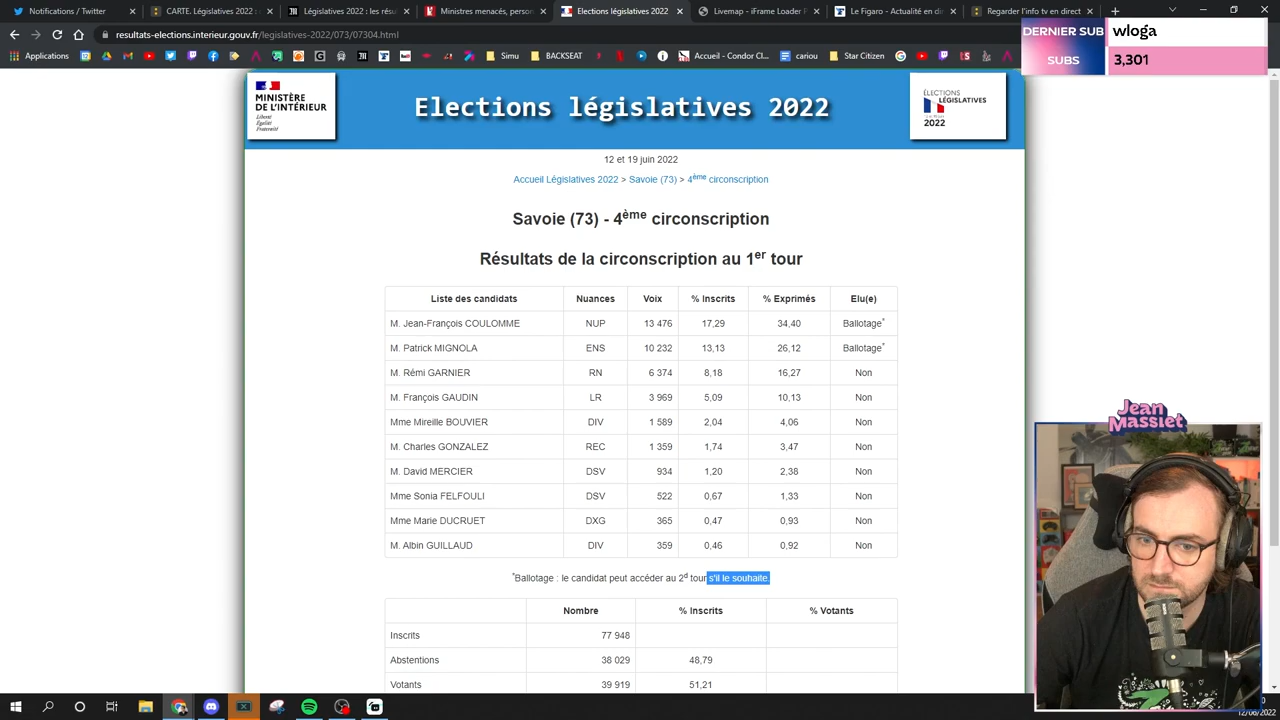 Twitter / Accueil
CARTE. Législatives 2022
Législatives 2022 : les résu
Ministres menacés, person
Elections législatives 2022
Livemap - iFrame Loader
Le Figaro - Actualité en dir
resultats-elections.interieur.gouv.fr/legislatives-2022/073/07304.html
Applications
Simu
BACKSEAT
Accueil - Condor Cl...
cariou
Star Citizen
DERNIER SUB
wloga
SUBS
3,301
MINISTÈRE
DE L'INTÉRIEUR
Liberté
Égalité
Fraternité
Elections législatives 2022
ÉLECTIONS
LÉGISLATIVES
2022
12 et 19 juin 2022
Accueil Législatives 2022 > Savoie (73) > 4ème circonscription
Savoie (73) - 4ème circonscription
Résultats de la circonscription au 1er tour
Liste des candidats Nuances Voix % Inscrits % Exprimés Elu(e)
M. Jean-François COULOMME NUP 13 476 17,29 34,40 Ballotage*
M. Patrick MIGNOLA ENS 10 232 13,13 26,12 Ballotage*
M. Rémi GARNIER RN 6 374 8,18 16,27 Non
M. François GAUDIN LR 3 969 5,09 10,13 Non
Mme Mireille BOUVIER DIV 1 589 2,04 4,06 Non
M. Charles GONZALEZ REC 1 359 1,74 3,47 Non
M. David MERCIER DSV 934 1,20 2,38 Non
Mme Sonia FELFOULI DSV 522 0,67 1,33 Non
Mme Marie DUCRUET DXG 365 0,47 0,93 Non
M. Albin GUILLAUD DIV 359 0,46 0,92 Non
*Ballotage : le candidat peut accéder au 2d tour s'il le souhaite.
Nombre % Inscrits % Votants
Inscrits 77 948
Abstentions 38 029 48,79
Votants 39 919 51,21
Jean
Massiet
12/06/2022